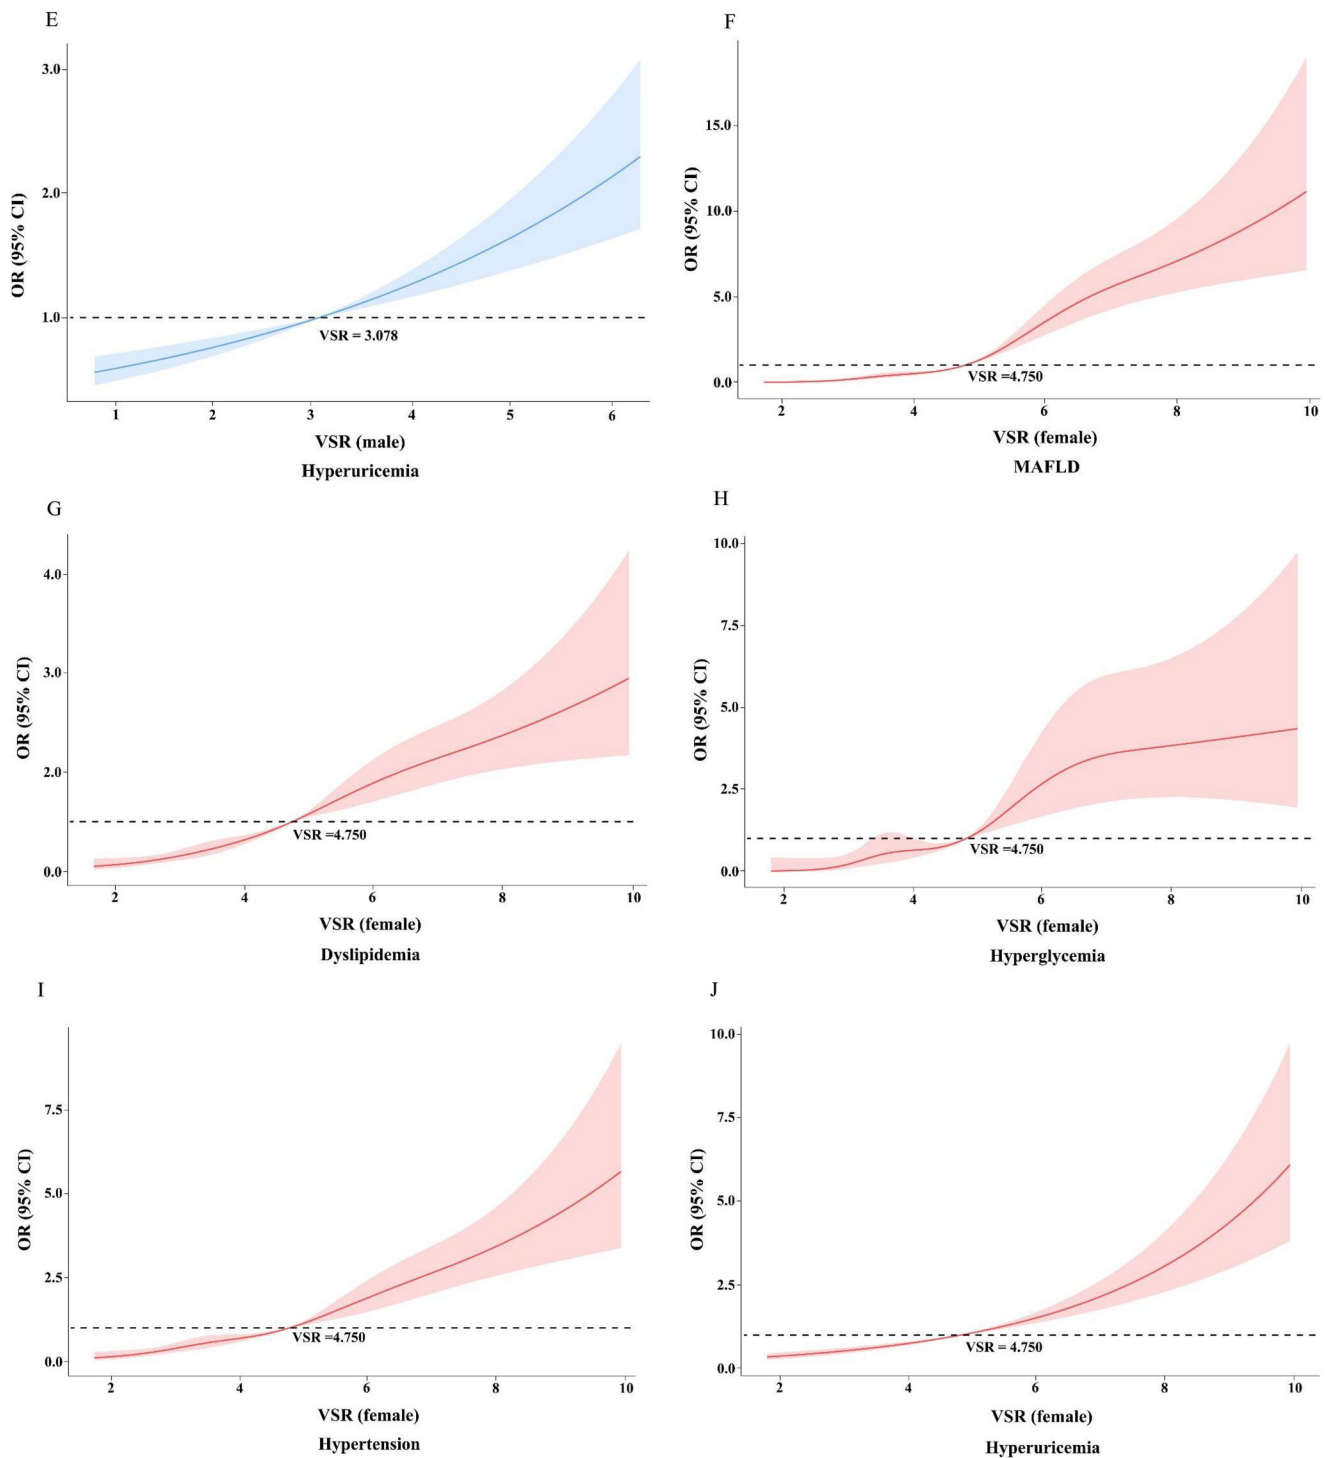 E
OR (95% CI)
3.0
2.0
1.0
VSR = 3.078
1 2 3 4 5 6
VSR (male)
Hyperuricemia
F
OR (95% CI)
15.0
10.0
5.0
0.0
VSR =4.750
2 4 6 8 10
VSR (female)
MAFLD
G
OR (95% CI)
4.0
3.0
2.0
0.0
VSR =4.750
2 4 6 8 10
VSR (female)
Dyslipidemia
H
OR (95% CI)
10.0
7.5
5.0
2.5
0.0
VSR =4.750
2 4 6 8 10
VSR (female)
Hyperglycemia
I
OR (95% CI)
7.5
5.0
2.5
0.0
VSR =4.750
2 4 6 8 10
VSR (female)
Hypertension
J
OR (95% CI)
10.0
7.5
5.0
2.5
0.0
VSR = 4.750
2 4 6 8 10
VSR (female)
Hyperuricemia